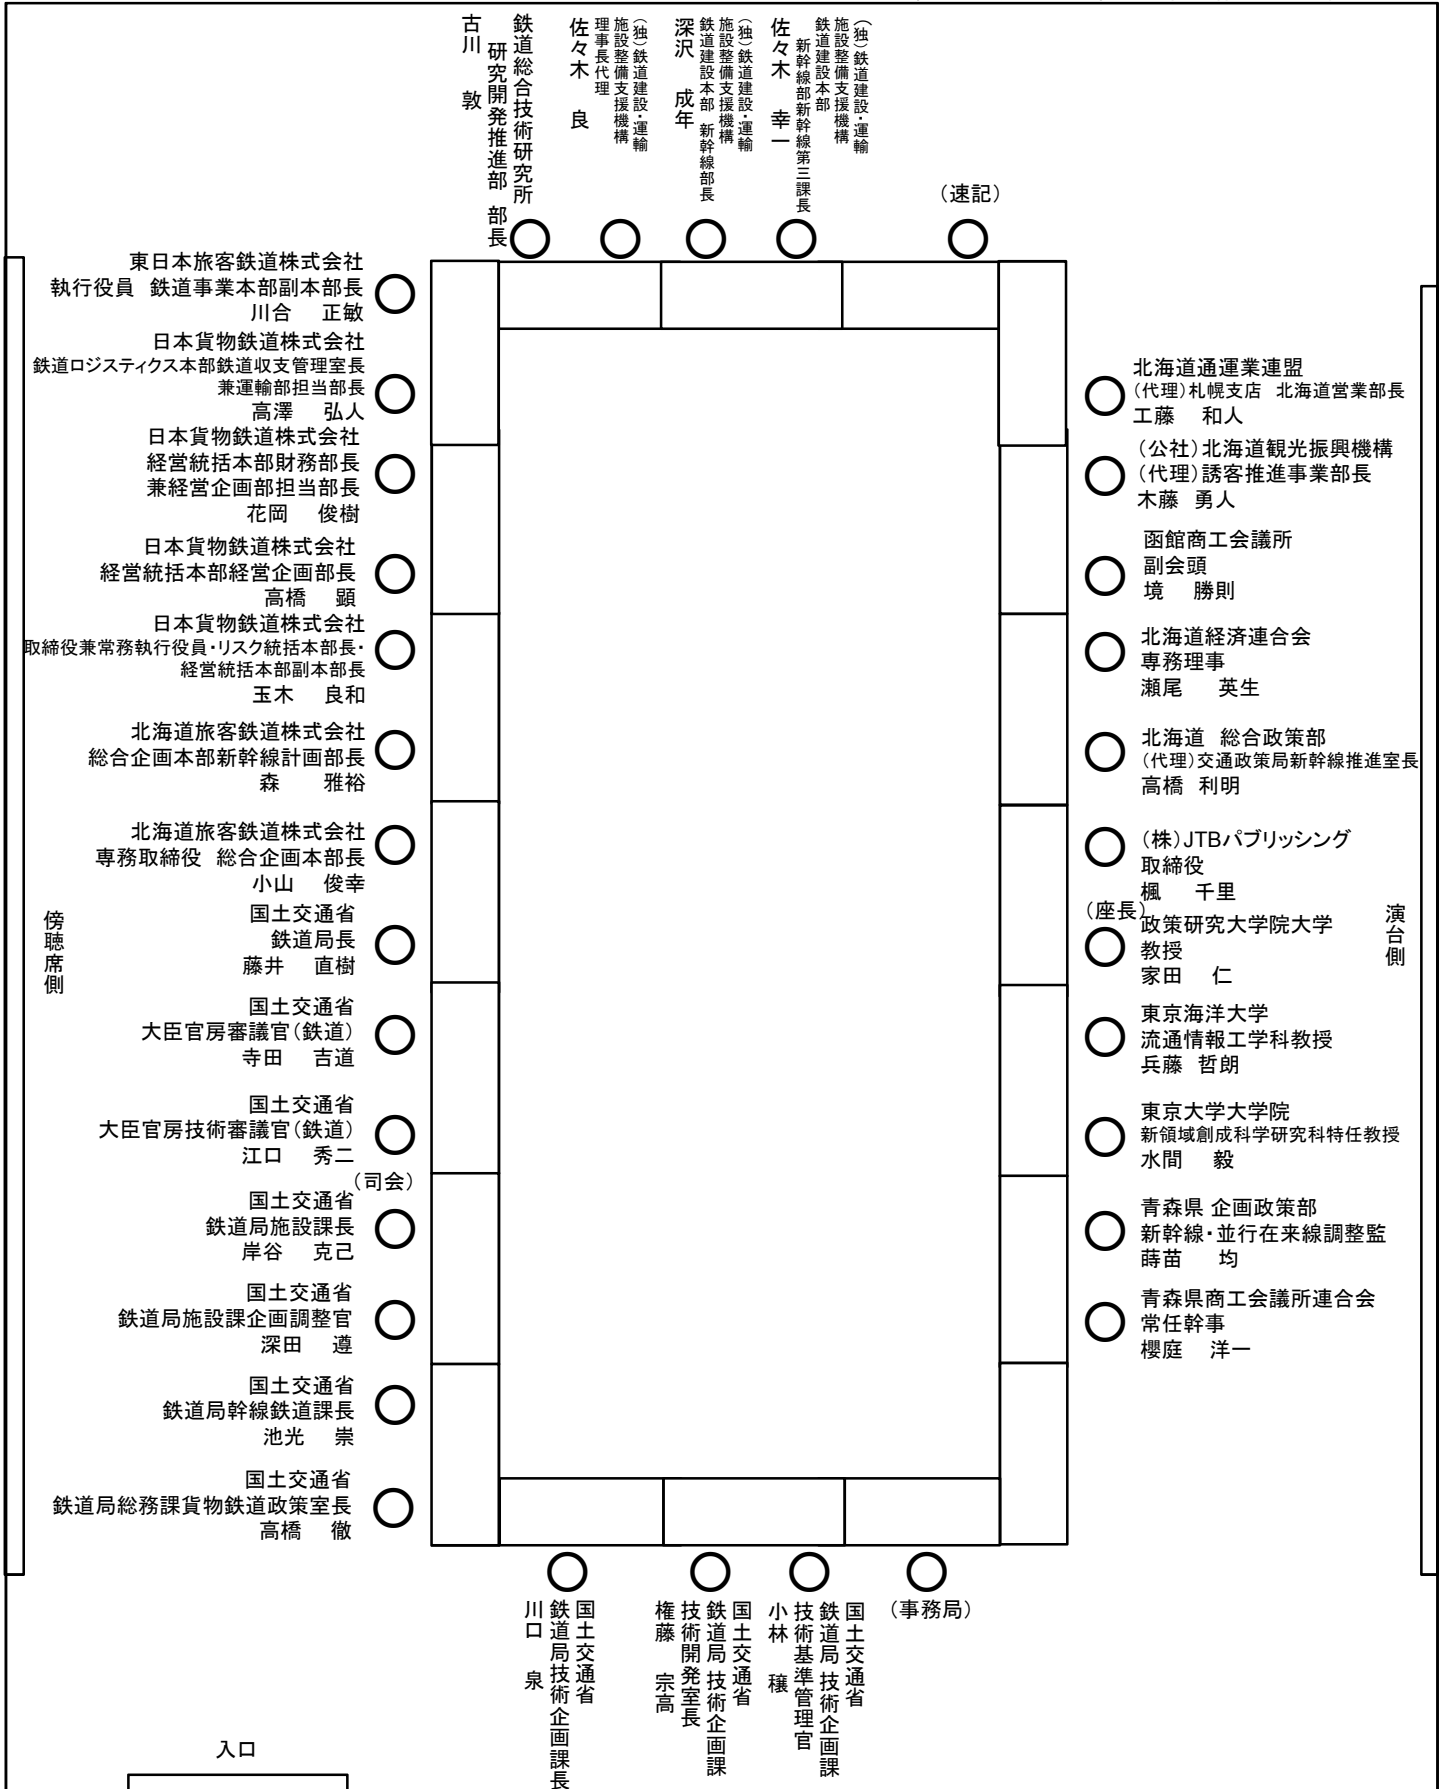 鉄道総合技術研究所
研究開発推進部 部長
古川 敦
(独)鉄道建設・運輸
施設整備支援機構
理事長代理
佐々木 良
(独)鉄道建設・運輸
施設整備支援機構
鉄道建設本部 新幹線部長
深沢 成年
(独)鉄道建設・運輸
施設整備支援機構
鉄道建設本部
新幹線部新幹線第三課長
佐々木 幸一
(速記)
東日本旅客鉄道株式会社
執行役員 鉄道事業本部副本部長
川合 正敏
日本貨物鉄道株式会社
鉄道ロジスティクス本部鉄道収支管理室長
兼運輸部担当部長
高澤 弘人
日本貨物鉄道株式会社
経営統括本部財務部長
兼経営企画部担当部長
花岡 俊樹
日本貨物鉄道株式会社
経営統括本部経営企画部長
高橋 顕
日本貨物鉄道株式会社
取締役兼常務執行役員・リスク統括本部長・
経営統括本部副本部長
玉木 良和
北海道旅客鉄道株式会社
総合企画本部新幹線計画部長
森 雅裕
北海道旅客鉄道株式会社
専務取締役 総合企画本部長
小山 俊幸
国土交通省
鉄道局長
藤井 直樹
国土交通省
大臣官房審議官(鉄道)
寺田 吉道
国土交通省
大臣官房技術審議官(鉄道)
江口 秀二
(司会)
国土交通省
鉄道局施設課長
岸谷 克己
国土交通省
鉄道局施設課企画調整官
深田 遵
国土交通省
鉄道局幹線鉄道課長
池光 崇
国土交通省
鉄道局総務課貨物鉄道政策室長
高橋 徹
傍聴席側
北海道通運業連盟
(代理)札幌支店 北海道営業部長
工藤 和人
(公社)北海道観光振興機構
(代理)誘客推進事業部長
木藤 勇人
函館商工会議所
副会頭
境 勝則
北海道経済連合会
専務理事
瀬尾 英生
北海道 総合政策部
(代理)交通政策局新幹線推進室長
高橋 利明
(株)JTBパブリッシング
取締役
楓 千里
(座長)
政策研究大学院大学
教授
家田 仁
東京海洋大学
流通情報工学科教授
兵藤 哲朗
東京大学大学院
新領域創成科学研究科特任教授
水間 毅
青森県 企画政策部
新幹線・並行在来線調整監
蒔苗 均
青森県商工会議所連合会
常任幹事
櫻庭 洋一
演台側
国土交通省
鉄道局技術企画課長
川口 泉
国土交通省
鉄道局 技術企画課
技術開発室長
権藤 宗高
国土交通省
鉄道局 技術企画課
技術基準管理官
小林 穣
(事務局)
入口